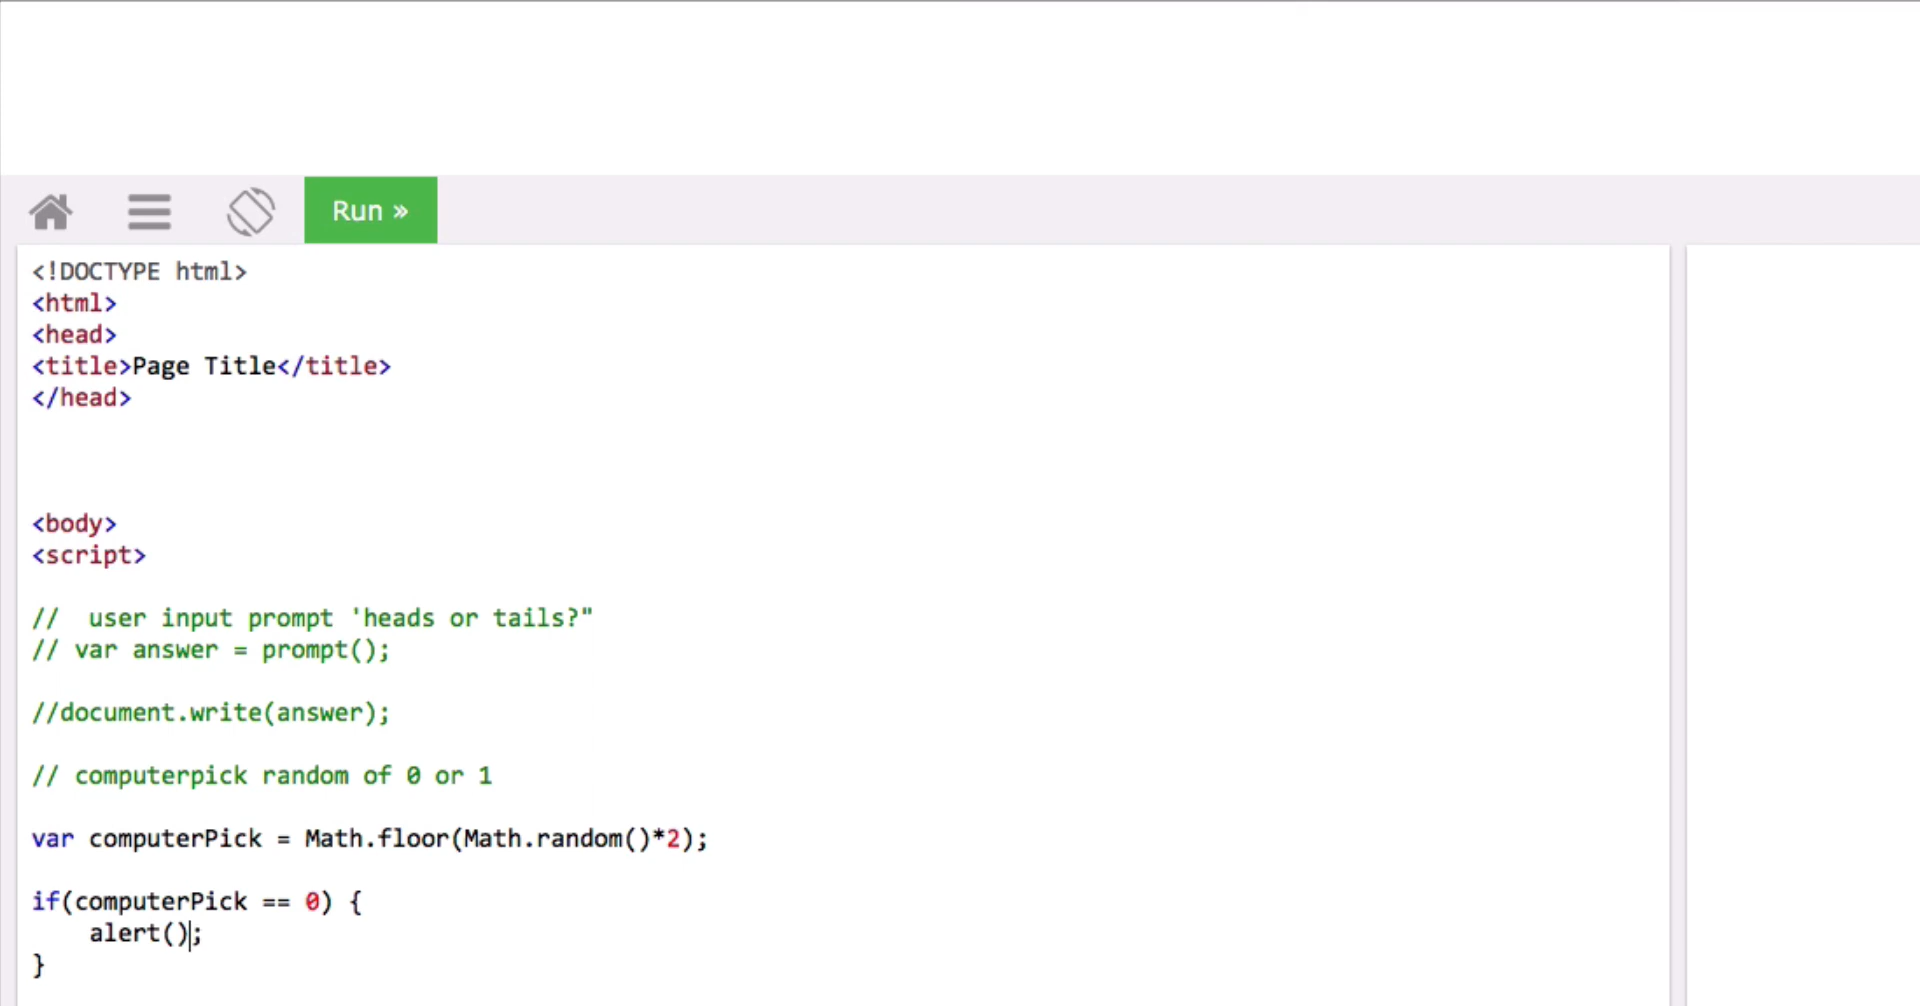 Run »
<!DOCTYPE html>
<html>
<head>
<title>Page Title</title>
</head>
<body>
<script>
//  user input prompt 'heads or tails?"
// var answer = prompt();
//document.write(answer);
// computerpick random of 0 or 1
var computerPick = Math.floor(Math.random()*2);
if(computerPick == 0) {
    alert();
}